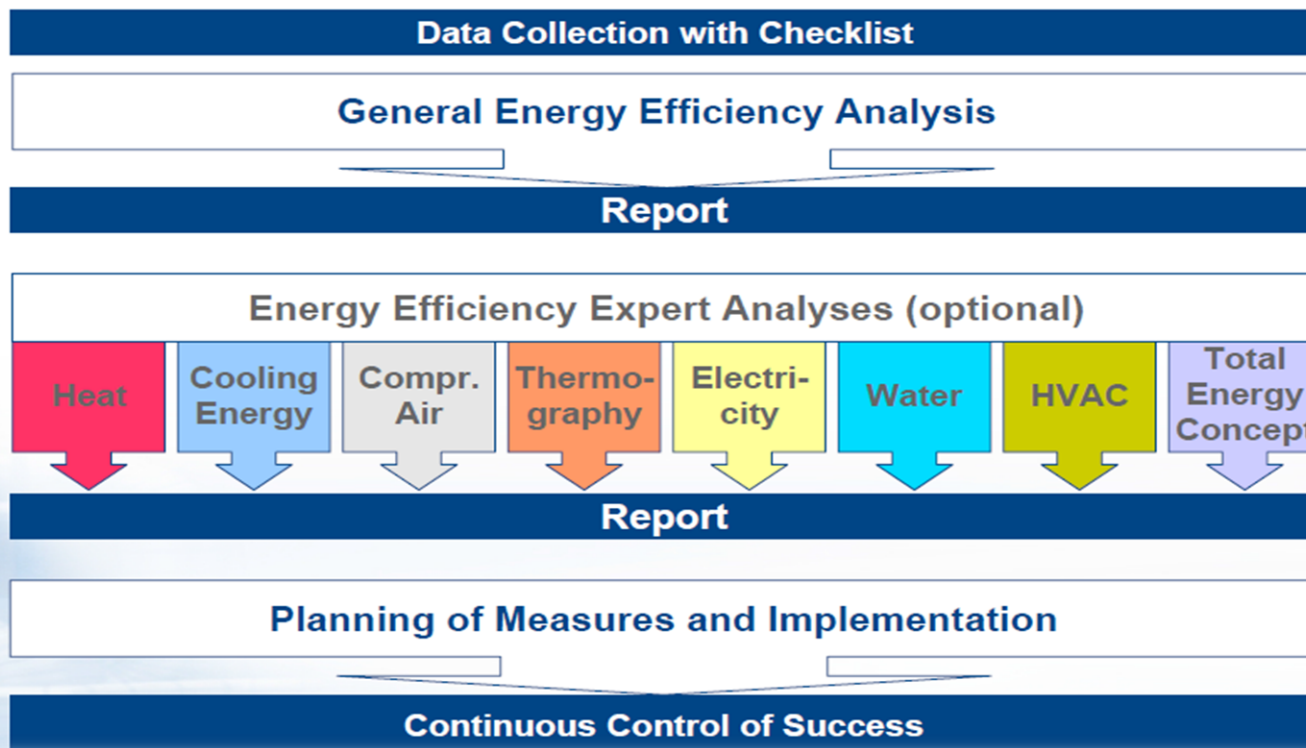 Data Collection with Checklist
General Energy Efficiency Analysis
Report
Energy Efficiency Expert Analyses (optional)
Heat
Cooling
Energy
Compr.
Air
Thermo-
graphy
Electri-
city
Water
HVAC
Total
Energy
Concept
Report
Planning of Measures and Implementation
Continuous Control of Success